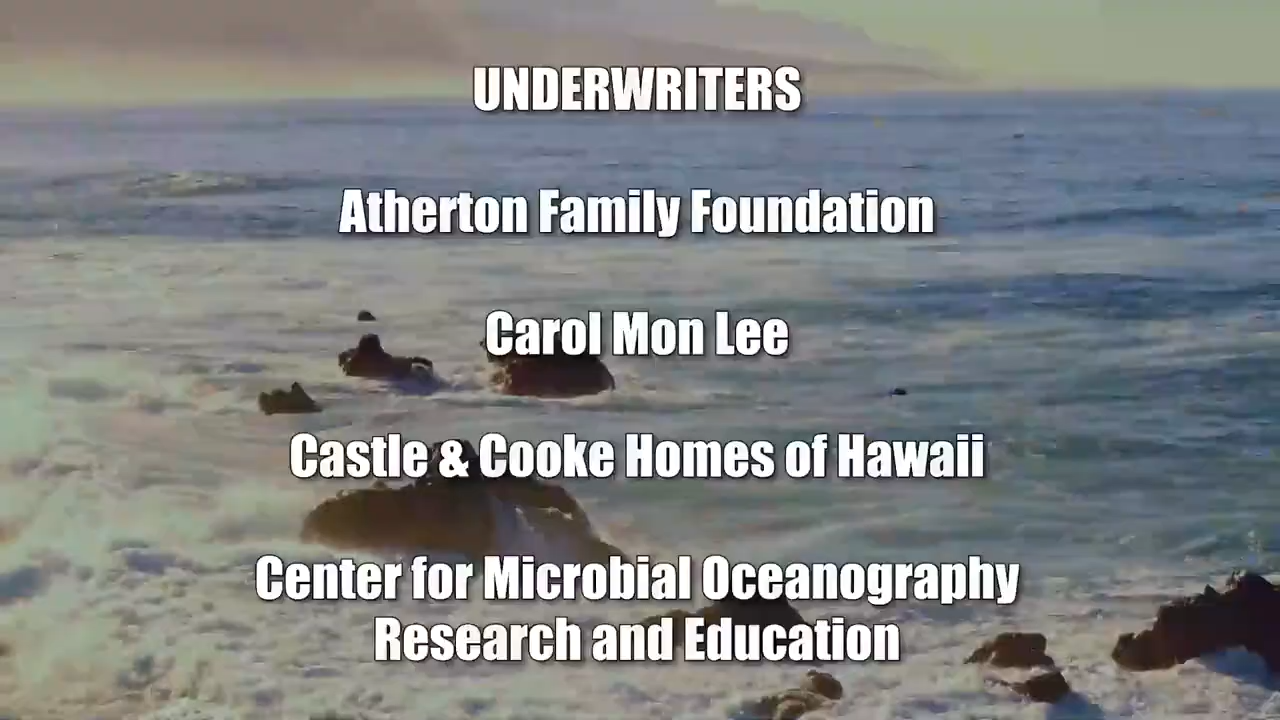 UNDERWRITERS
Atherton Family Foundation
Carol Mon Lee
Castle & Cooke Homes of Hawaii
Center for Microbial Oceanography
Research and Education